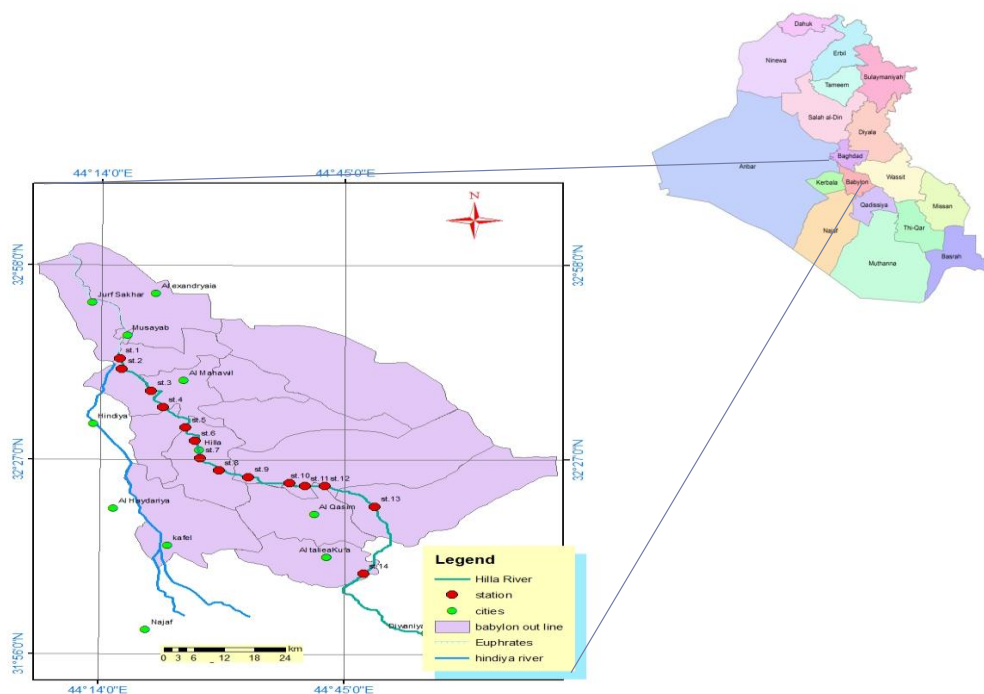 Dahuk
Ninewa
Erbil
Sulaymaniyah
Tameem
Salah al-Din
Diyala
Anbar
Baghdad
Kerbala
Babylon
Wassit
Qadissiya
Missan
Najaf
Thi-Qar
Basrah
Muthanna
44°14'0"E
44°45'0"E
N
32°58'0"N
32°58'0"N
Jurf Sakhar
Al exandryaia
Musayab
st.1
st.2
st.3
Al Mahawil
st.4
Hindiya
st.5
st.6
Hilla
st.7
32°27'0"N
32°27'0"N
st.8
st.9
st.10
st.11
st.12
st.13
Al Haydariya
Al Qasim
kafel
Al talieaKufa
st.14
Najaf
Diwaniya
km
0 3 6 12 18 24
31°56'0"N
44°14'0"E
44°45'0"E
Legend
Hilla River
station
cities
babylon out line
Euphrates
hindiya river